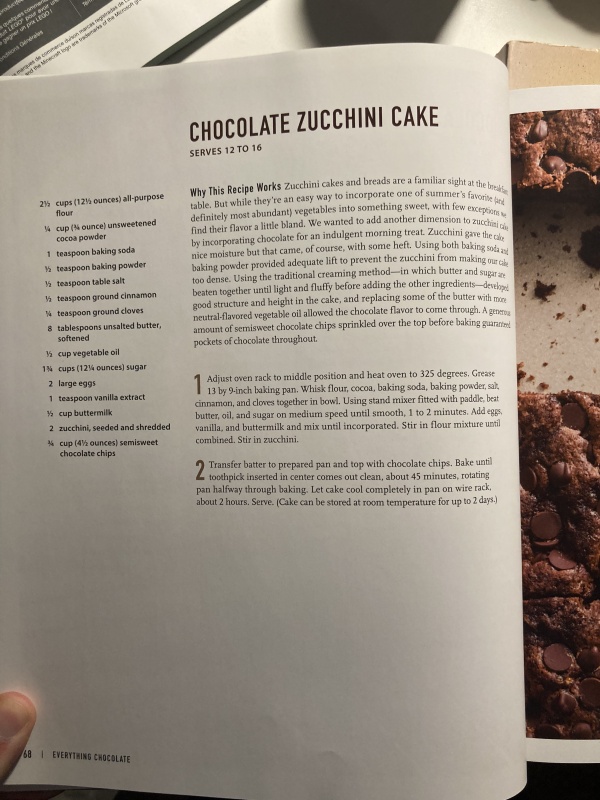 CHOCOLATE ZUCCHINI CAKE
SERVES 12 TO 16
2½ cups (12½ ounces) all-purpose
flour
¼ cup (¾ ounce) unsweetened
cocoa powder
1 teaspoon baking soda
½ teaspoon baking powder
½ teaspoon table salt
½ teaspoon ground cinnamon
¼ teaspoon ground cloves
8 tablespoons unsalted butter,
softened
½ cup vegetable oil
1¾ cups (12¼ ounces) sugar
2 large eggs
1 teaspoon vanilla extract
½ cup buttermilk
2 zucchini, seeded and shredded
¾ cup (4½ ounces) semisweet
chocolate chips
Why This Recipe Works Zucchini cakes and breads are a familiar sight at the breakfast
table. But while they're an easy way to incorporate one of summer's favorite (and
definitely most abundant) vegetables into something sweet, with few exceptions we
find their flavor a little bland. We wanted to add another dimension to zucchini cake
by incorporating chocolate for an indulgent morning treat. Zucchini gave the cake
nice moisture but that came, of course, with some heft. Using both baking soda and
baking powder provided adequate lift to prevent the zucchini from making our cake
too dense. Using the traditional creaming method—in which butter and sugar are
beaten together until light and fluffy before adding the other ingredients—developed
good structure and height in the cake, and replacing some of the butter with more
neutral-flavored vegetable oil allowed the chocolate flavor to come through. A generous
amount of semisweet chocolate chips sprinkled over the top before baking guaranteed
pockets of chocolate throughout.
1 Adjust oven rack to middle position and heat oven to 325 degrees. Grease
13 by 9-inch baking pan. Whisk flour, cocoa, baking soda, baking powder, salt,
cinnamon, and cloves together in bowl. Using stand mixer fitted with paddle, beat
butter, oil, and sugar on medium speed until smooth, 1 to 2 minutes. Add eggs,
vanilla, and buttermilk and mix until incorporated. Stir in flour mixture until
combined. Stir in zucchini.
2 Transfer batter to prepared pan and top with chocolate chips. Bake until
toothpick inserted in center comes out clean, about 45 minutes, rotating
pan halfway through baking. Let cake cool completely in pan on wire rack,
about 2 hours. Serve. (Cake can be stored at room temperature for up to 2 days.)
68 | EVERYTHING CHOCOLATE